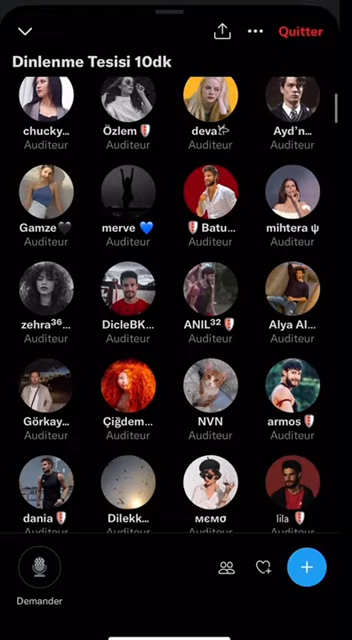 Quitter
Dinlenme Tesisi 10dk
chucky... Özlem deva Ayd'n...
Auditeur Auditeur Auditeur Auditeur
Gamze🖤 merve 💙 Batu... mihtera ψ
Auditeur Auditeur Auditeur Auditeur
zehra³⁶... DicleBK... ANIL³² Alya Al...
Auditeur Auditeur Auditeur Auditeur
Görkay... Çiğdem... NVN armos
Auditeur Auditeur Auditeur Auditeur
dania Dilekk... мємσ lila
Auditeur Auditeur Auditeur Auditeur
Demander